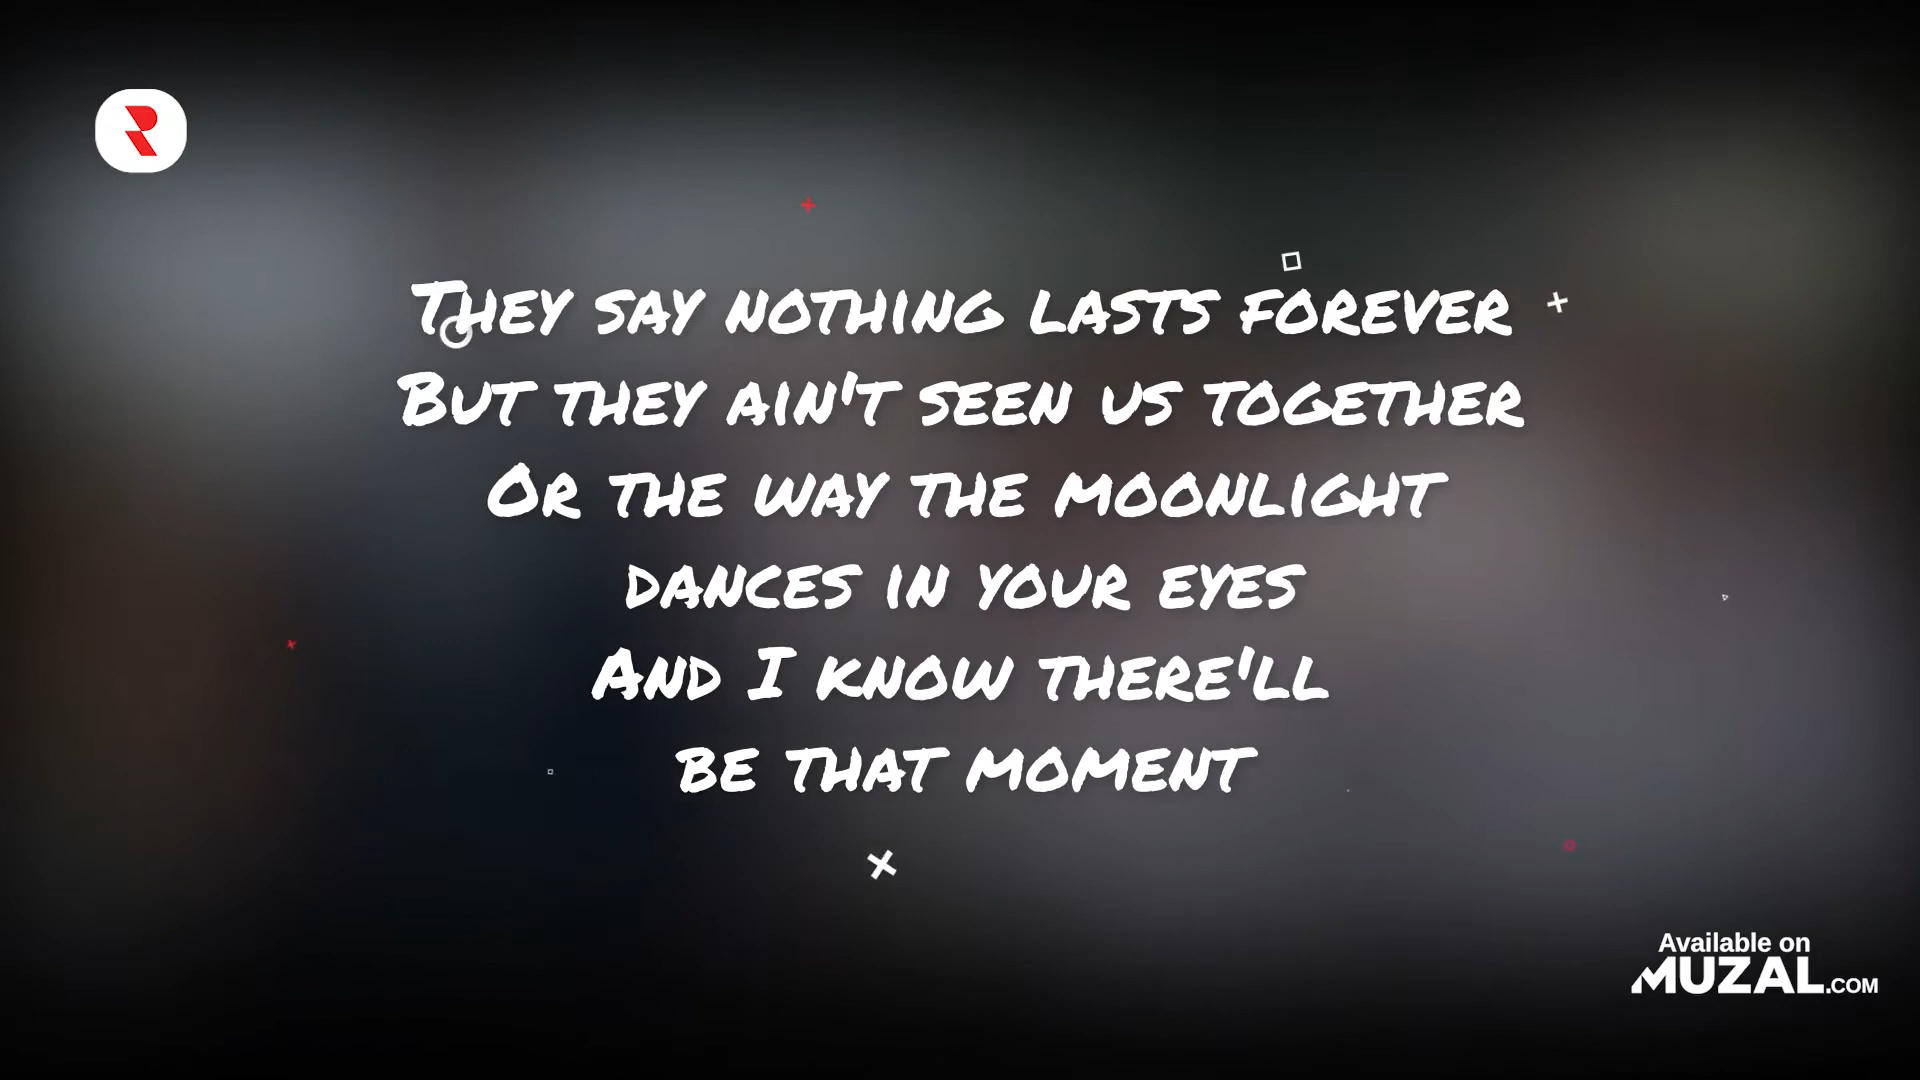 They say nothing lasts forever
But they ain't seen us together
Or the way the moonlight
dances in your eyes
And I know there'll
be that moment
Available on
MUZAL.COM